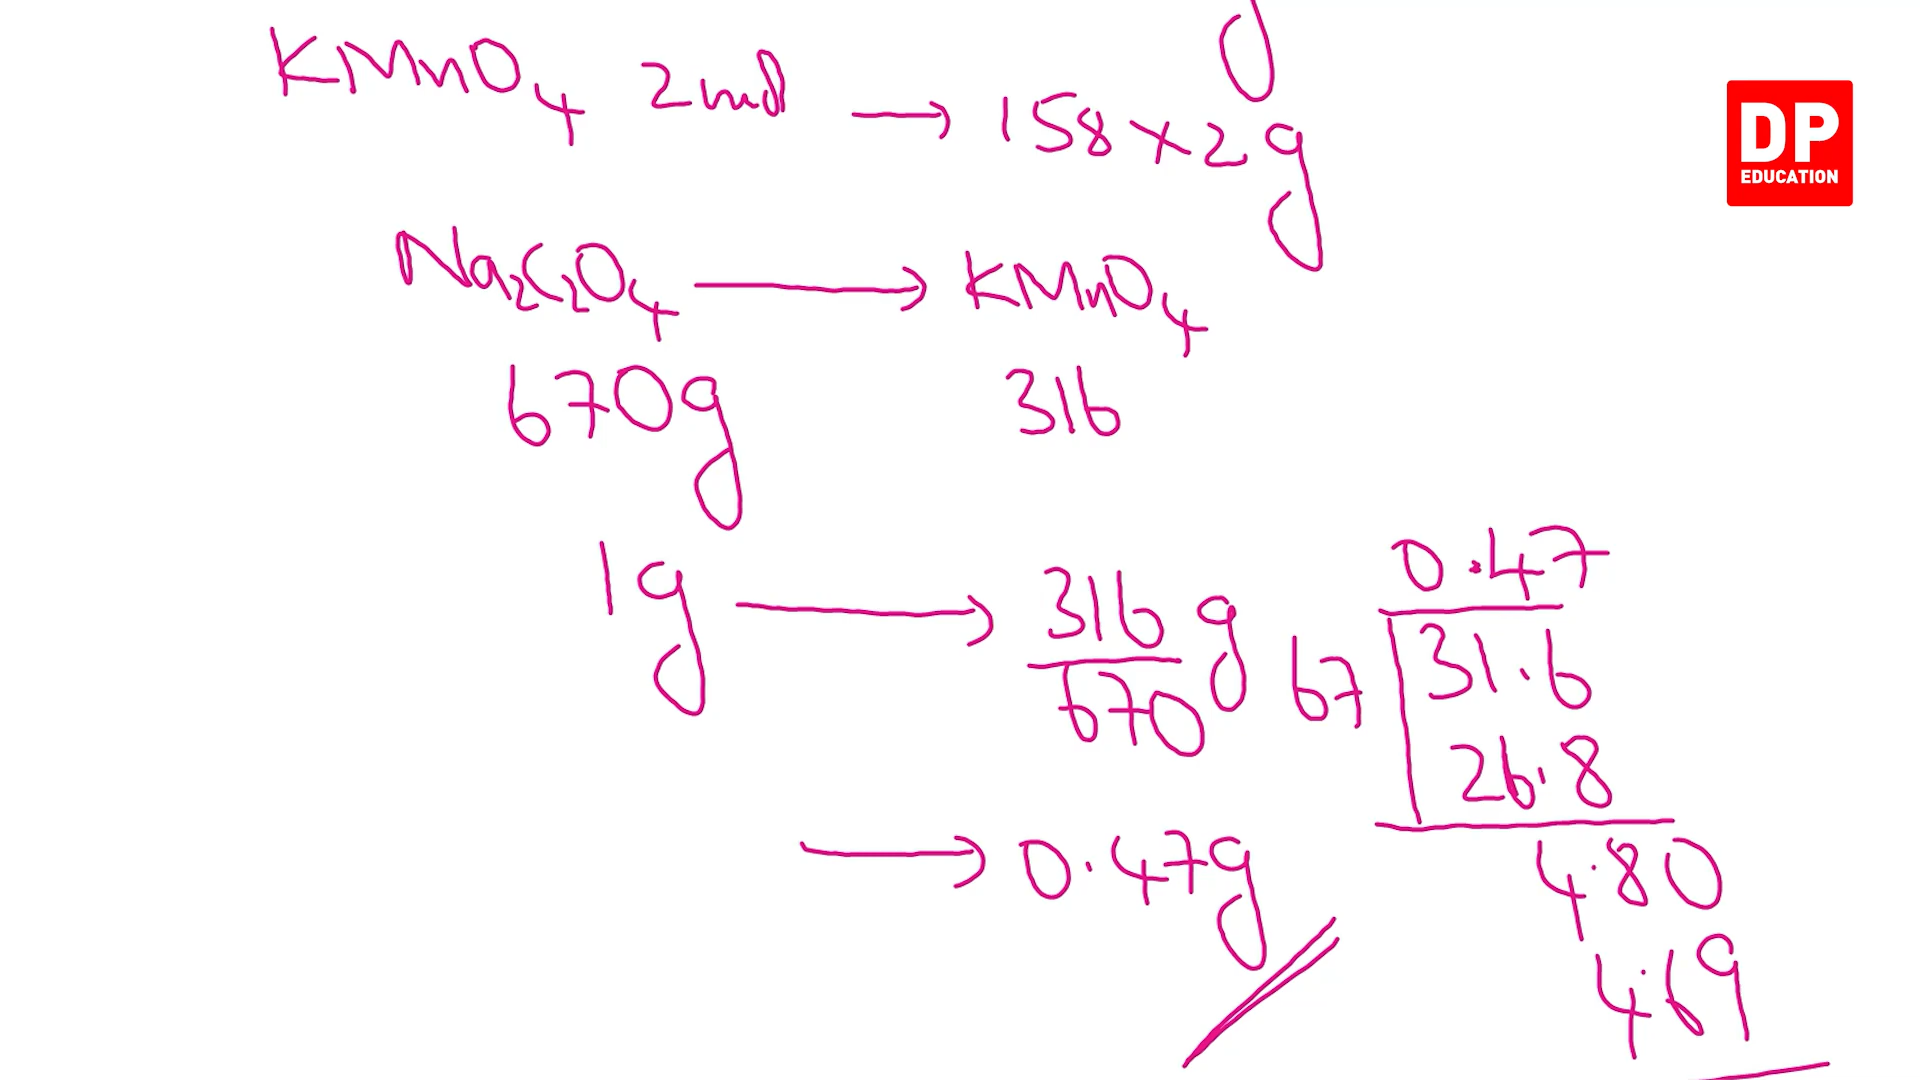 KMnO₄ 2mol → 158×2g
DP
EDUCATION
Na₂C₂O₄ → KMnO₄
670g 316
1g → 316/670 g
0.47
67 31.6
26.8
→ 0.47g
4.80
4.69